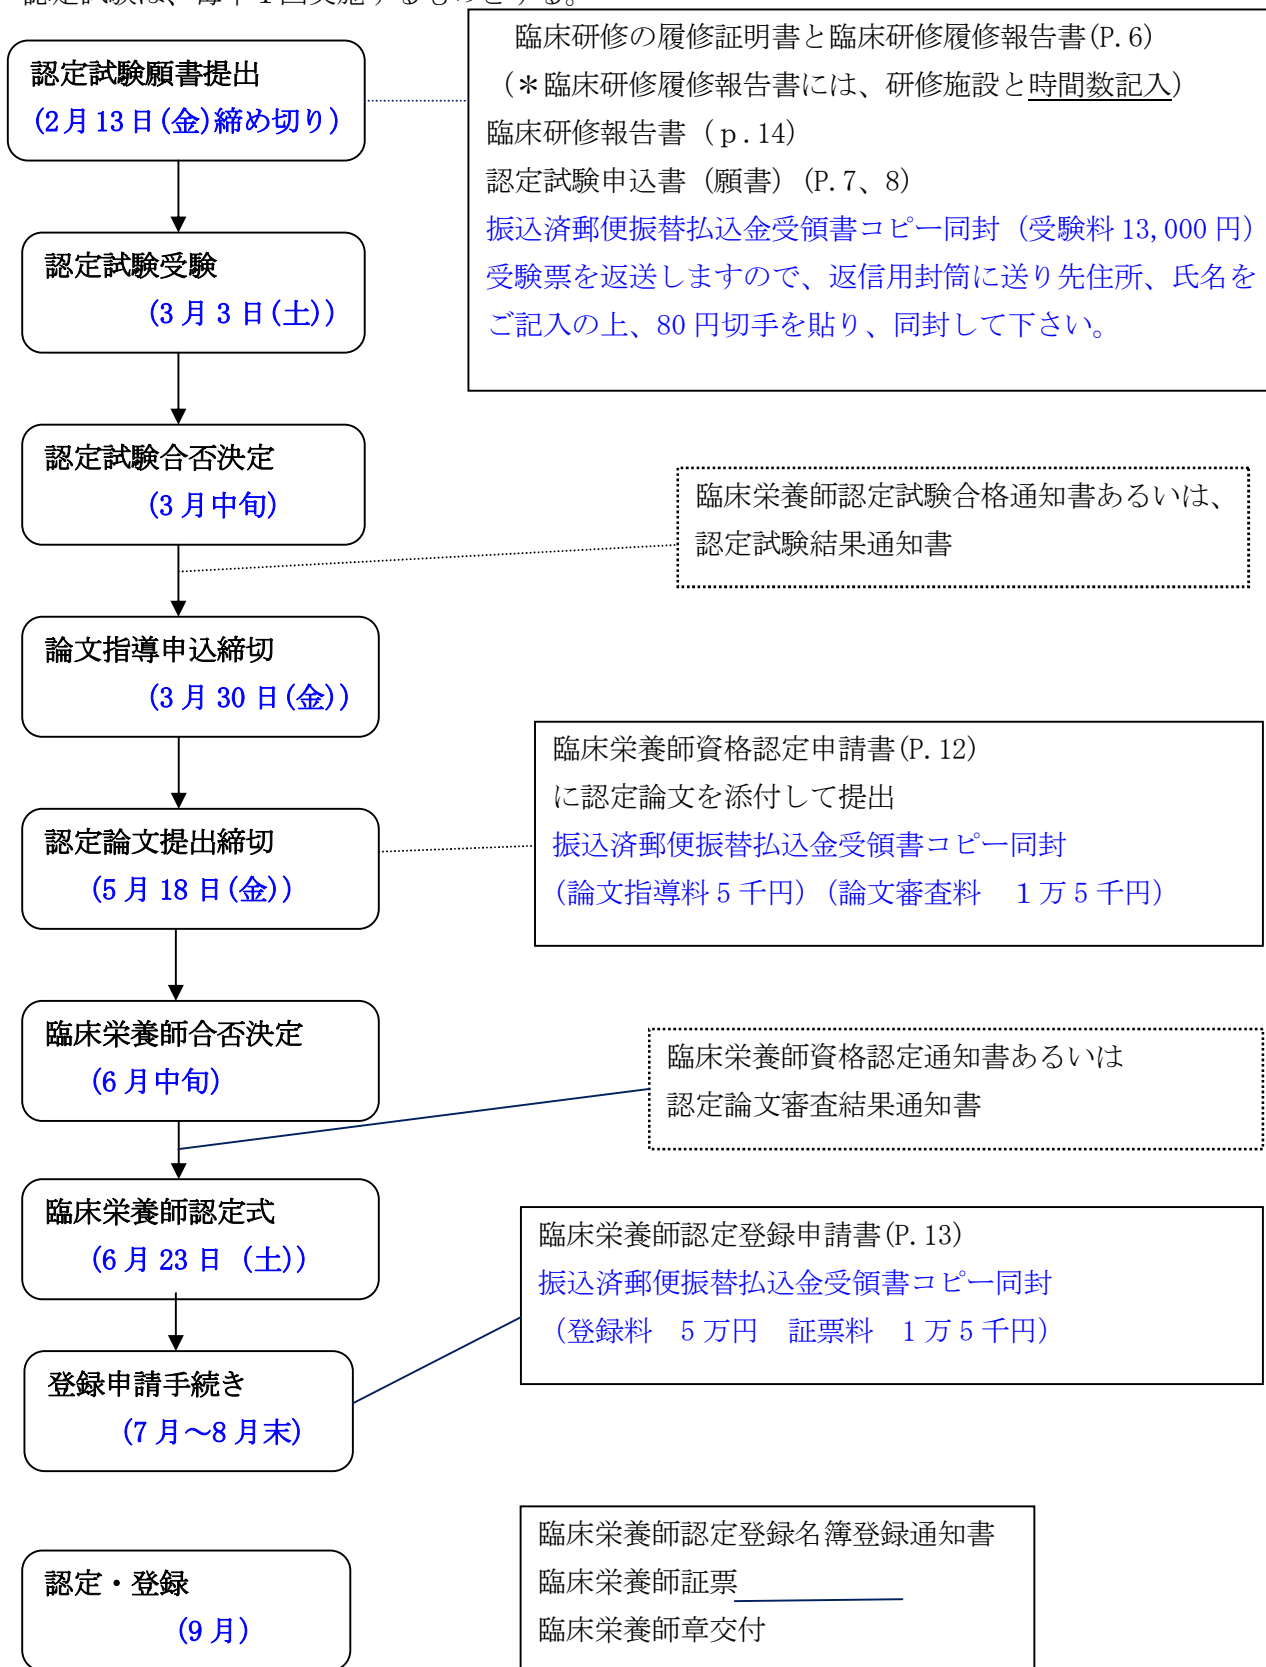 認定試験は、毎年1回実施するものとする。
認定試験願書提出
(2月13日(金)締め切り)
臨床研修の履修証明書と臨床研修履修報告書(P.6)
(＊臨床研修履修報告書には、研修施設と時間数記入)
臨床研修報告書（ｐ.14)
認定試験申込書（願書）(P.7、8)
振込済郵便振替払込金受領書コピー同封（受験料13,000円）
受験票を返送しますので、返信用封筒に送り先住所、氏名を
ご記入の上、80円切手を貼り、同封して下さい。
認定試験受験
(3月3日(土))
認定試験合否決定
(3月中旬)
臨床栄養師認定試験合格通知書あるいは、
認定試験結果通知書
論文指導申込締切
(3月30日(金))
臨床栄養師資格認定申請書(P.12)
に認定論文を添付して提出
振込済郵便振替払込金受領書コピー同封
(論文指導料5千円)（論文審査料　１万5千円）
認定論文提出締切
(5月18日(金))
臨床栄養師合否決定
(6月中旬)
臨床栄養師資格認定通知書あるいは
認定論文審査結果通知書
臨床栄養師認定式
(6月23日（土))
臨床栄養師認定登録申請書(P.13)
振込済郵便振替払込金受領書コピー同封
（登録料　5万円　証票料　1万5千円）
登録申請手続き
(7月～8月末)
臨床栄養師認定登録名簿登録通知書
臨床栄養師証票
臨床栄養師章交付
認定・登録
(9月)